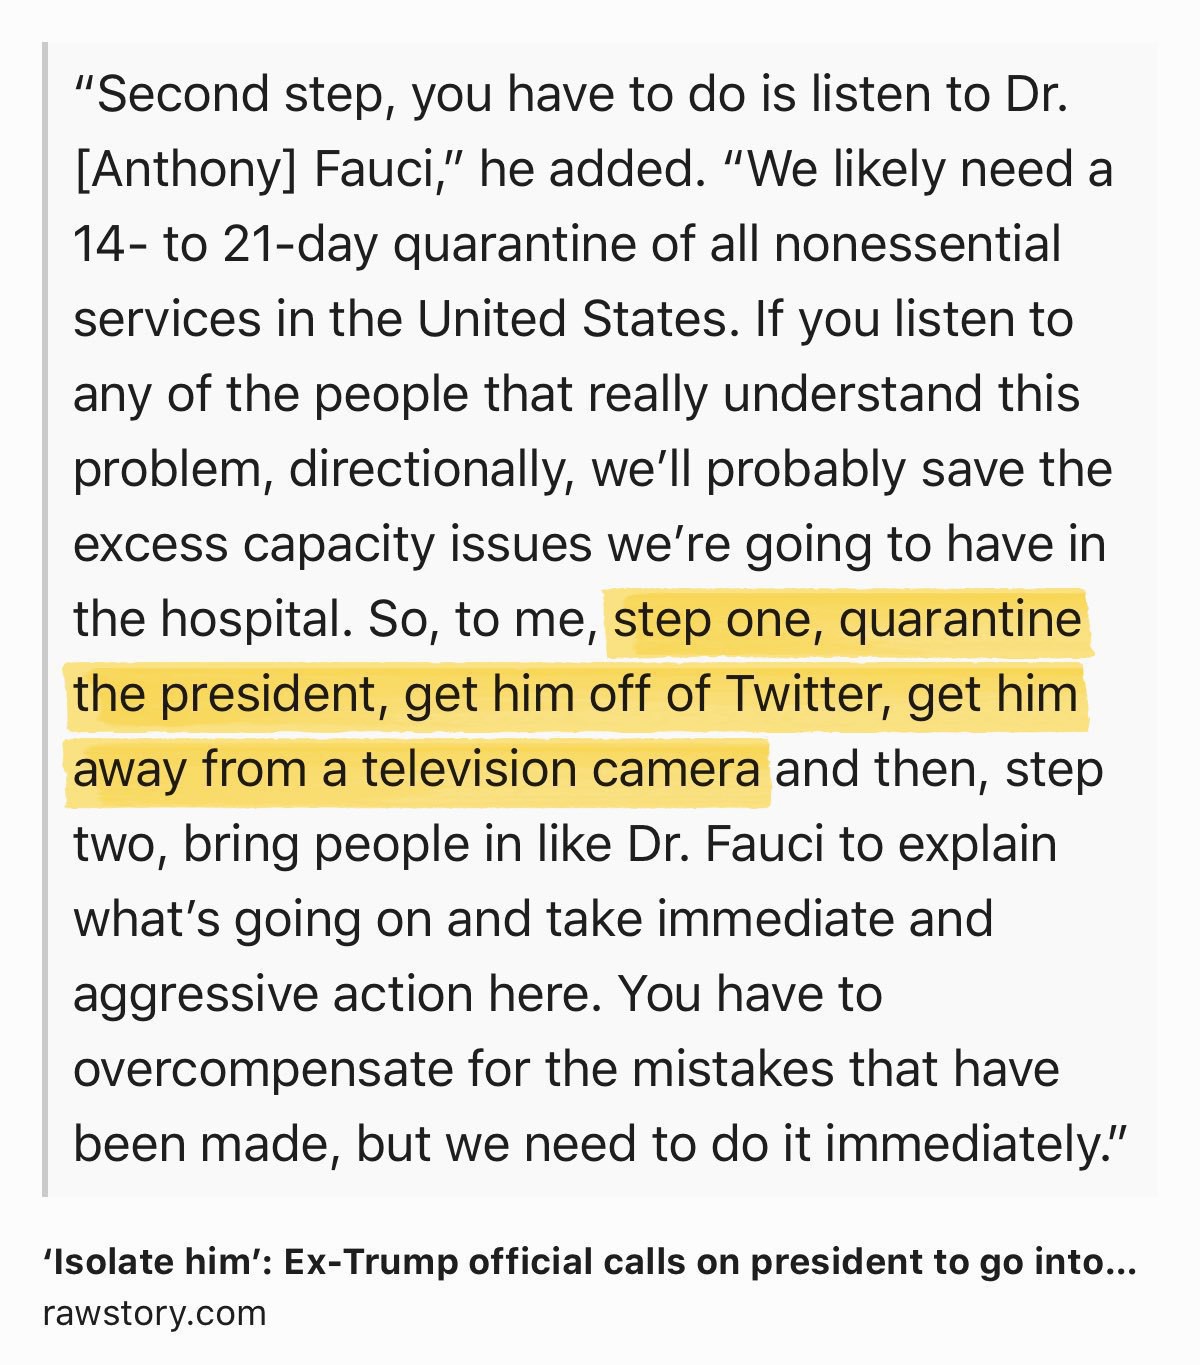 “Second step, you have to do is listen to Dr.
[Anthony] Fauci,” he added. “We likely need a
14- to 21-day quarantine of all nonessential
services in the United States. If you listen to
any of the people that really understand this
problem, directionally, we’ll probably save the
excess capacity issues we’re going to have in
the hospital. So, to me, step one, quarantine
the president, get him off of Twitter, get him
away from a television camera and then, step
two, bring people in like Dr. Fauci to explain
what’s going on and take immediate and
aggressive action here. You have to
overcompensate for the mistakes that have
been made, but we need to do it immediately.”
‘Isolate him’: Ex-Trump official calls on president to go into...
rawstory.com